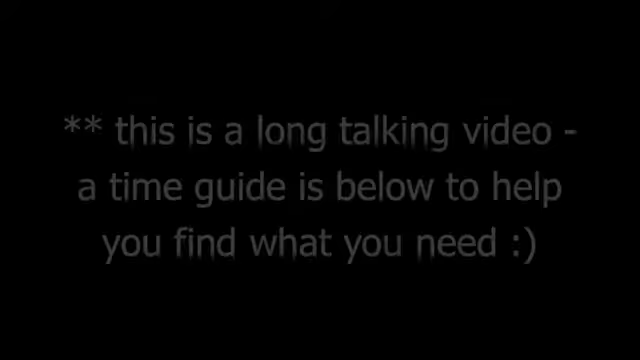 ** this is a long talking video -
a time guide is below to help
you find what you need :)